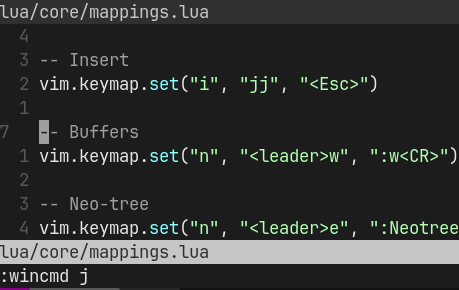 lua/core/mappings.lua
4
3 -- Insert
2 vim.keymap.set("i", "jj", "<Esc>")
1
7 -- Buffers
1 vim.keymap.set("n", "<leader>w", ":w<CR>")
2
3 -- Neo-tree
4 vim.keymap.set("n", "<leader>e", ":Neotree
lua/core/mappings.lua
:wincmd j